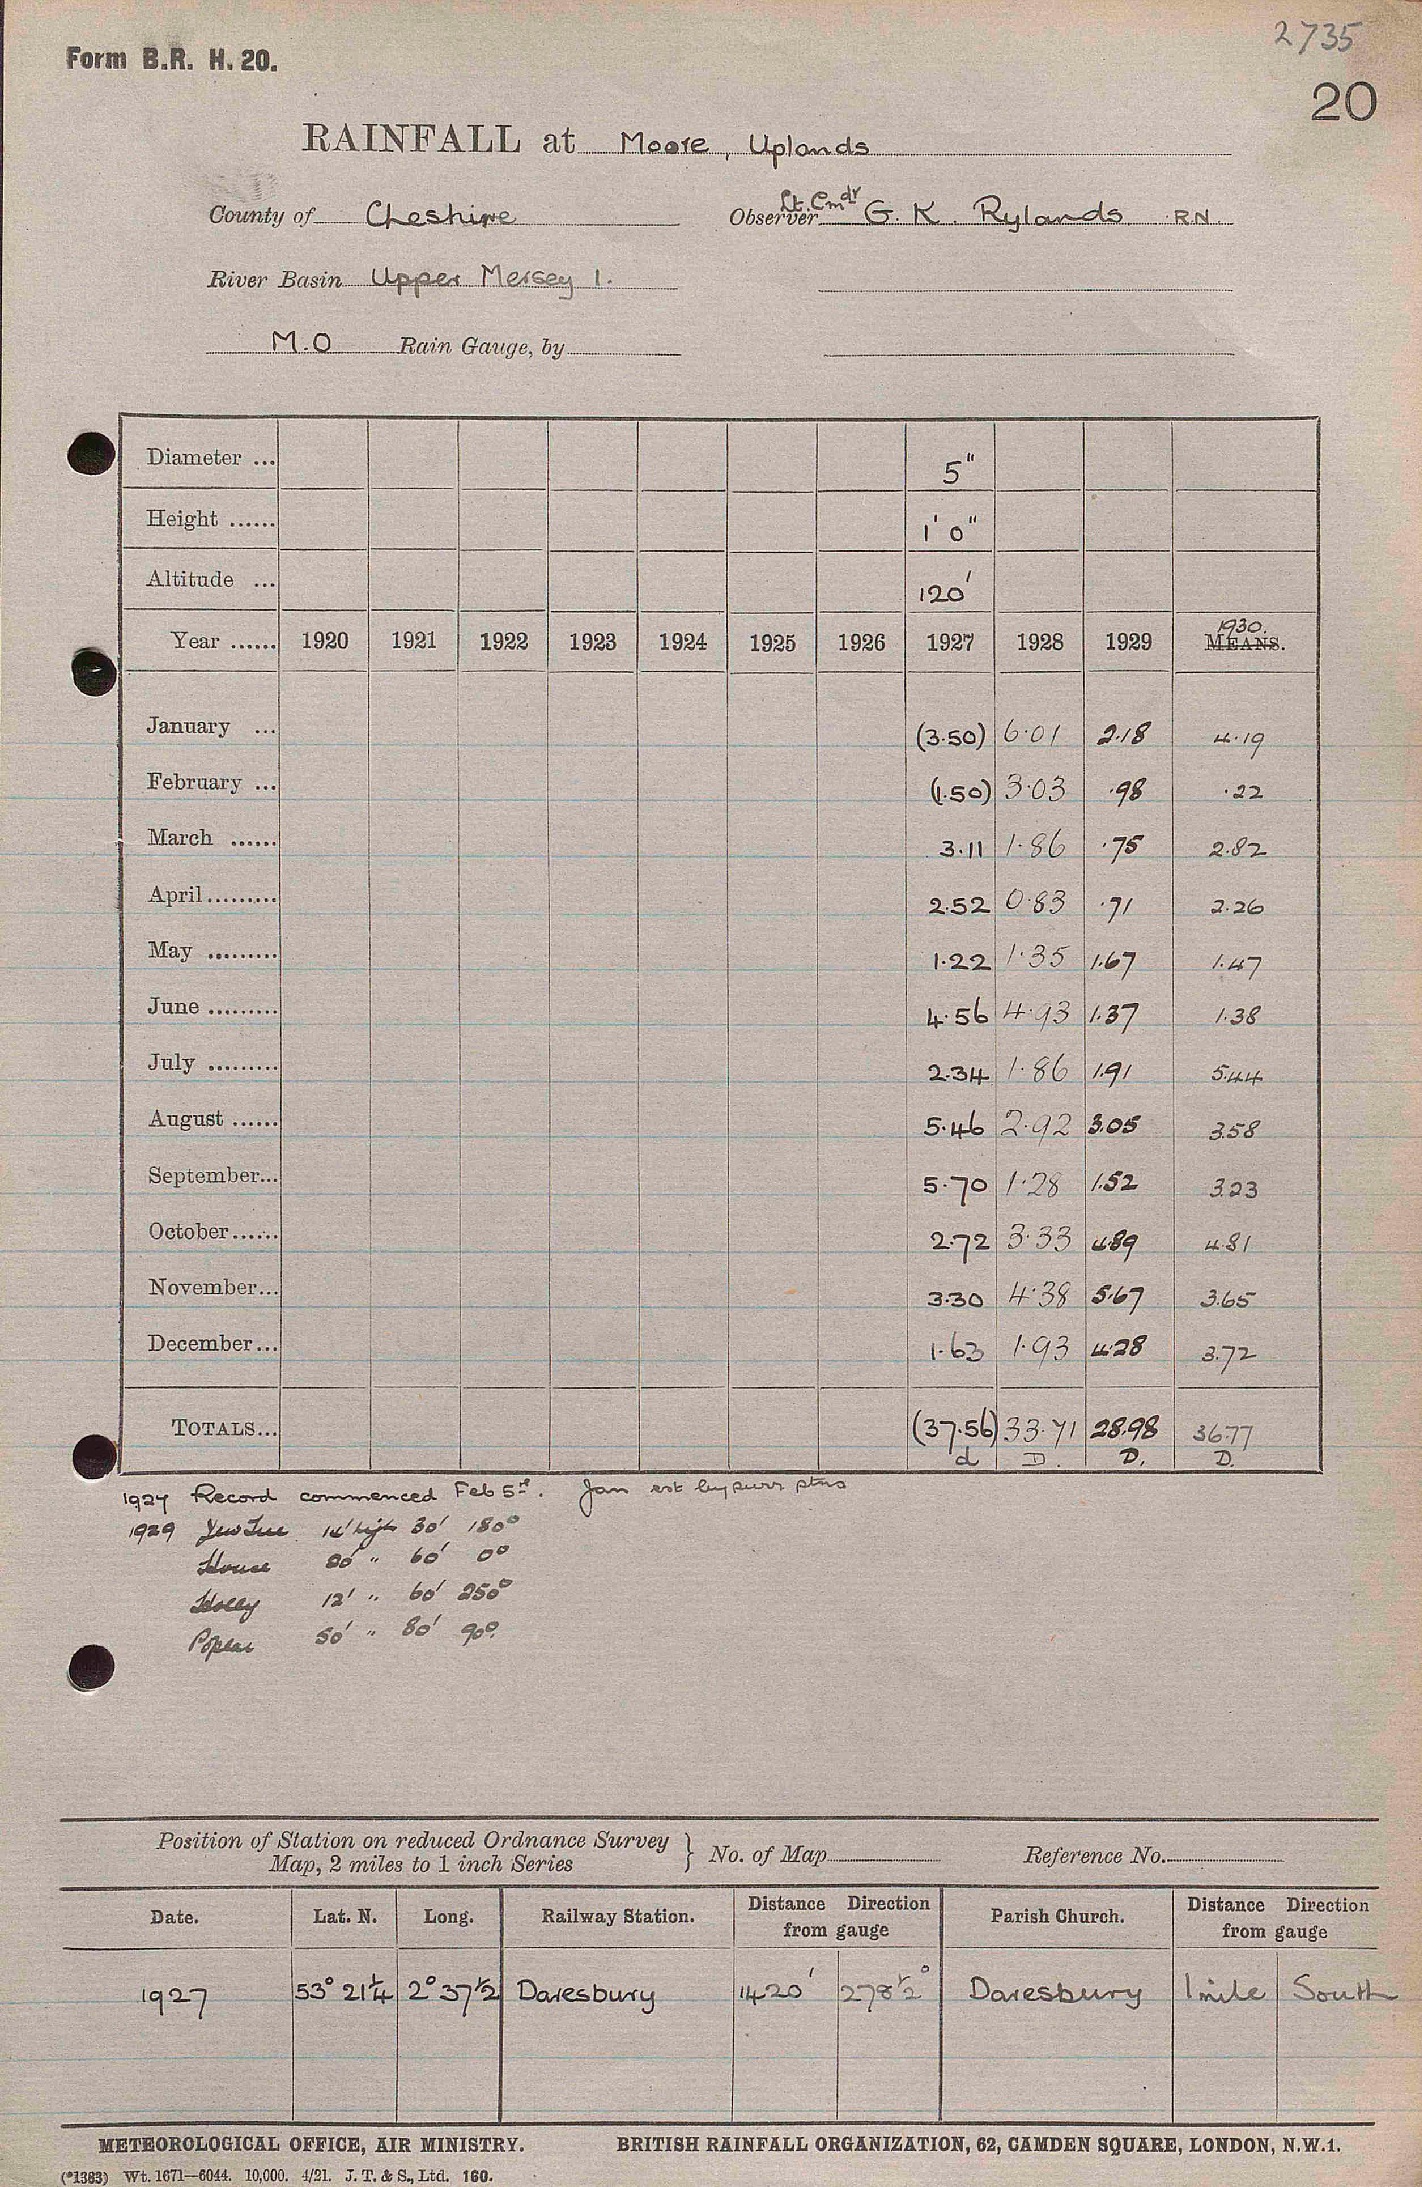 2735
Form B.R. H. 20.
20
RAINFALL at Moore, Uplands
County of Cheshire Observer Lt. Cmdr G. K. Rylands RN
River Basin Upper Mersey 1.
M.O Rain Gauge, by
Diameter ... 5"
Height ...... 1' 0"
Altitude ... 120'
Year ...... 1920 1921 1922 1923 1924 1925 1926 1927 1928 1929 1930. MEANS.
January ... (3.50) 6.01 2.18 4.19
February ... (1.50) 3.03 .98 .22
March ...... 3.11 1.86 .75 2.82
April ......... 2.52 0.83 .71 2.26
May ......... 1.22 1.35 1.67 1.47
June ......... 4.56 4.93 1.37 1.38
July ......... 2.34 1.86 1.91 5.44
August ...... 5.46 2.92 3.05 3.58
September... 5.70 1.28 1.52 3.23
October...... 2.72 3.33 4.89 4.81
November... 3.30 4.38 5.67 3.65
December... 1.63 1.93 4.28 3.72
TOTALS... (37.56) 33.71 28.98 36.77
d D. D. D.
1927 Record commenced Feb 5th. Jan est by surr stns
1929 Yew Tree 14' high 30' 180°
House 20' " 60' 0°
Holly 12' " 60' 250°
Poplar 50' " 80' 90°
Position of Station on reduced Ordnance Survey Map, 2 miles to 1 inch Series } No. of Map Reference No.
Date. Lat. N. Long. Railway Station. Distance Direction from gauge Parish Church. Distance Direction from gauge
1927 53° 21¼ 2° 37½ Daresbury 1420' 278½° Daresbury 1 mile South
METEOROLOGICAL OFFICE, AIR MINISTRY. BRITISH RAINFALL ORGANIZATION, 62, CAMDEN SQUARE, LONDON, N.W.1.
(*1383) Wt. 1671—6044. 10,000. 4/21. J. T. & S., Ltd. 160.